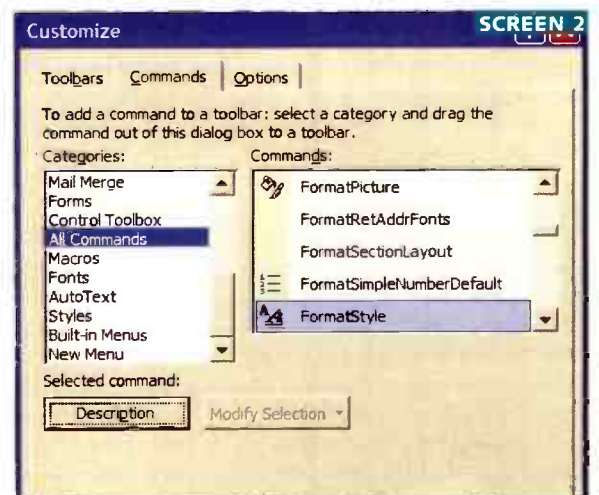 Customize
SCREEN 2
Toolbars Commands Options
To add a command to a toolbar: select a category and drag the
command out of this dialog box to a toolbar.
Categories: Commands:
Mail Merge
Forms
Control Toolbox
All Commands
Macros
Fonts
AutoText
Styles
Built-in Menus
New Menu
FormatPicture
FormatRetAddrFonts
FormatSectionLayout
FormatSimpleNumberDefault
FormatStyle
Selected command:
Description Modify Selection